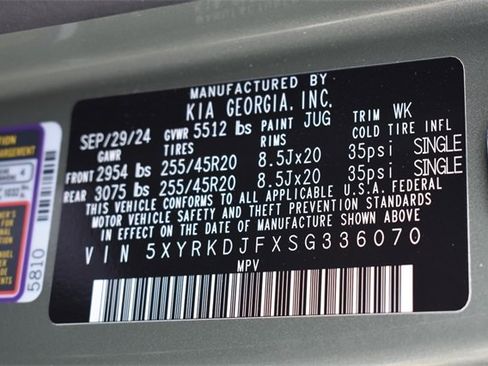 MANUFACTURED BY
KIA GEORGIA. INC.
SEP/29/24 GVWR 5512 lbs PAINT JUG TRIM WK
GAWR TIRES RIMS COLD TIRE INFL
FRONT 2954 lbs 255/45R20 8.5Jx20 35psi SINGLE
REAR 3075 lbs 255/45R20 8.5Jx20 35psi SINGLE
THIS VEHICLE CONFORMS TO ALL APPLICABLE U.S.A. FEDERAL
MOTOR VEHICLE SAFETY AND THEFT PREVENTION STANDARDS
IN EFFECT ON THE DATE OF MANUFACTURE SHOWN ABOVE
VIN 5XYRKDJFXSG336070
MPV
5810